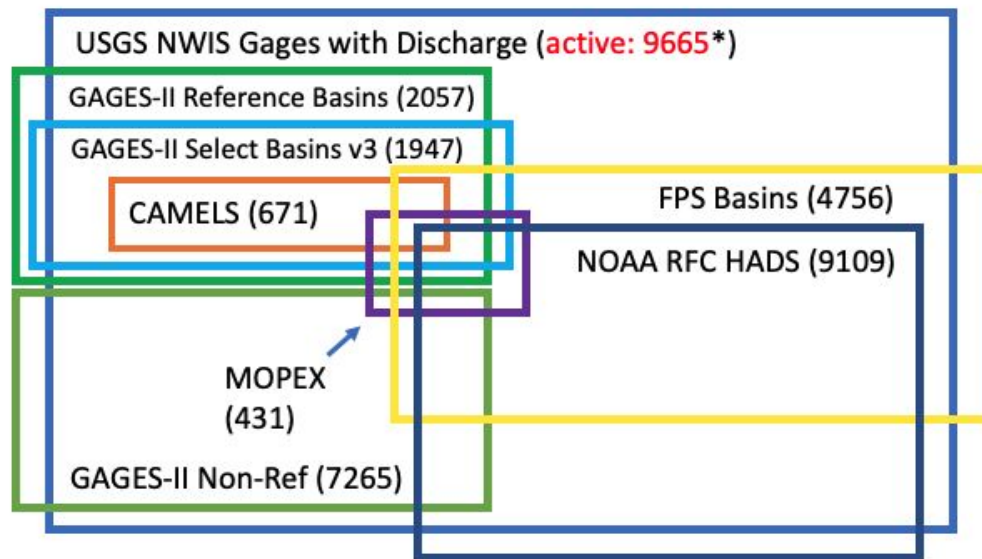 USGS NWIS Gages with Discharge (active: 9665*)
GAGES-II Reference Basins (2057)
GAGES-II Select Basins v3 (1947)
CAMELS (671)
FPS Basins (4756)
NOAA RFC HADS (9109)
MOPEX
(431)
GAGES-II Non-Ref (7265)